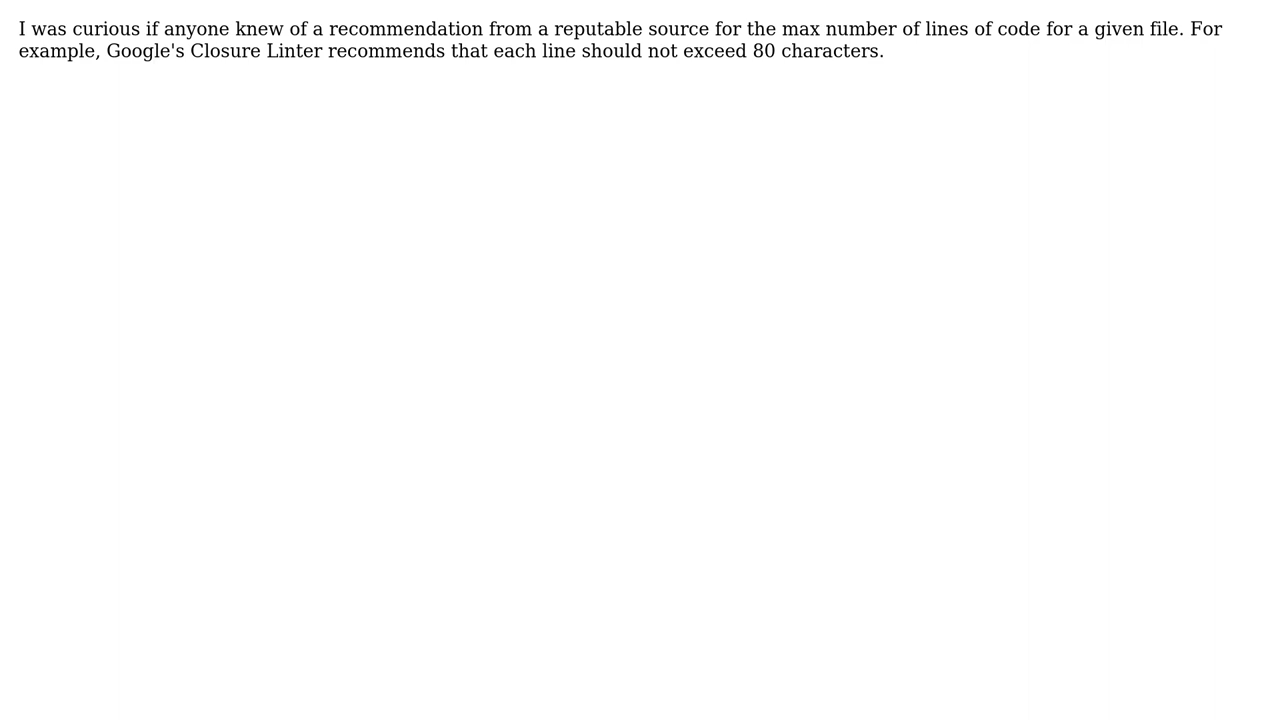 I was curious if anyone knew of a recommendation from a reputable source for the max number of lines of code for a given file. For
example, Google's Closure Linter recommends that each line should not exceed 80 characters.